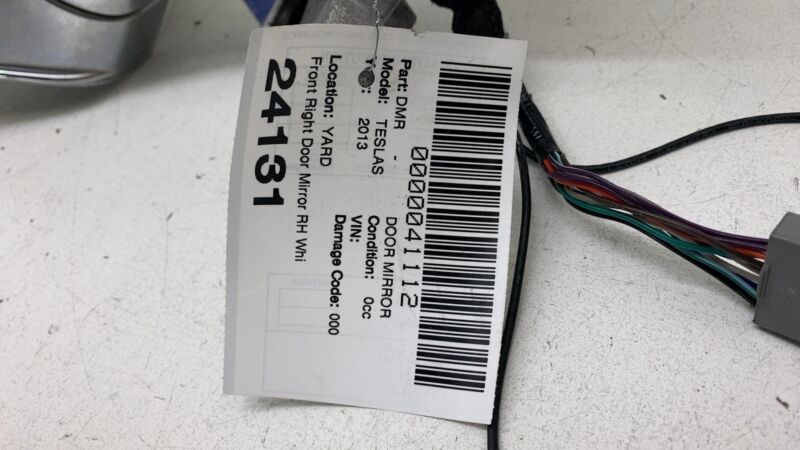 0000041112
Part: DMR - DOOR MIRROR
Model: TESLAS Condition: 0cc
2013 VIN:
Location: YARD Damage Code: 000
Front Right Door Mirror RH Whi
24131